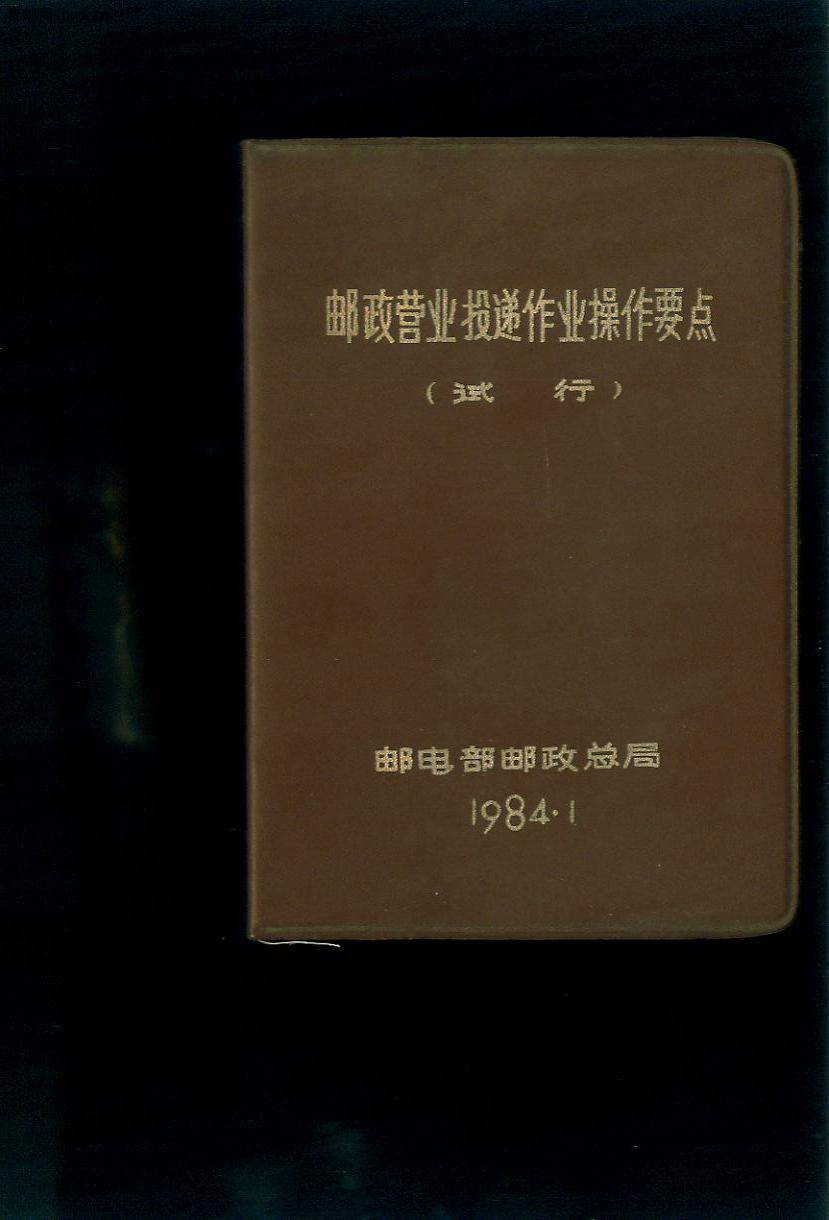 邮政营业投递作业操作要点
（试 行）
邮电部邮政总局
1984·1